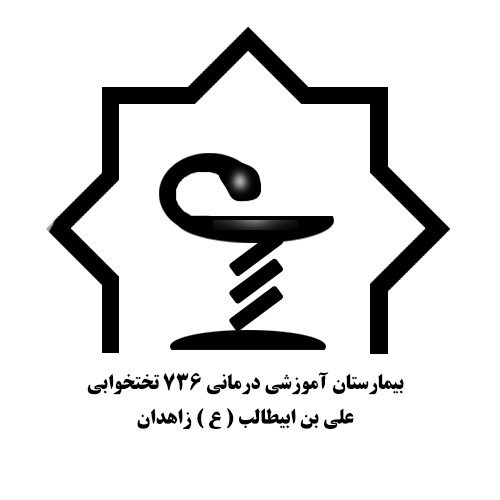 بیمارستان آموزشی درمانی ۷۳۶ تختخوابی
علی بن ابیطالب ( ع ) زاهدان